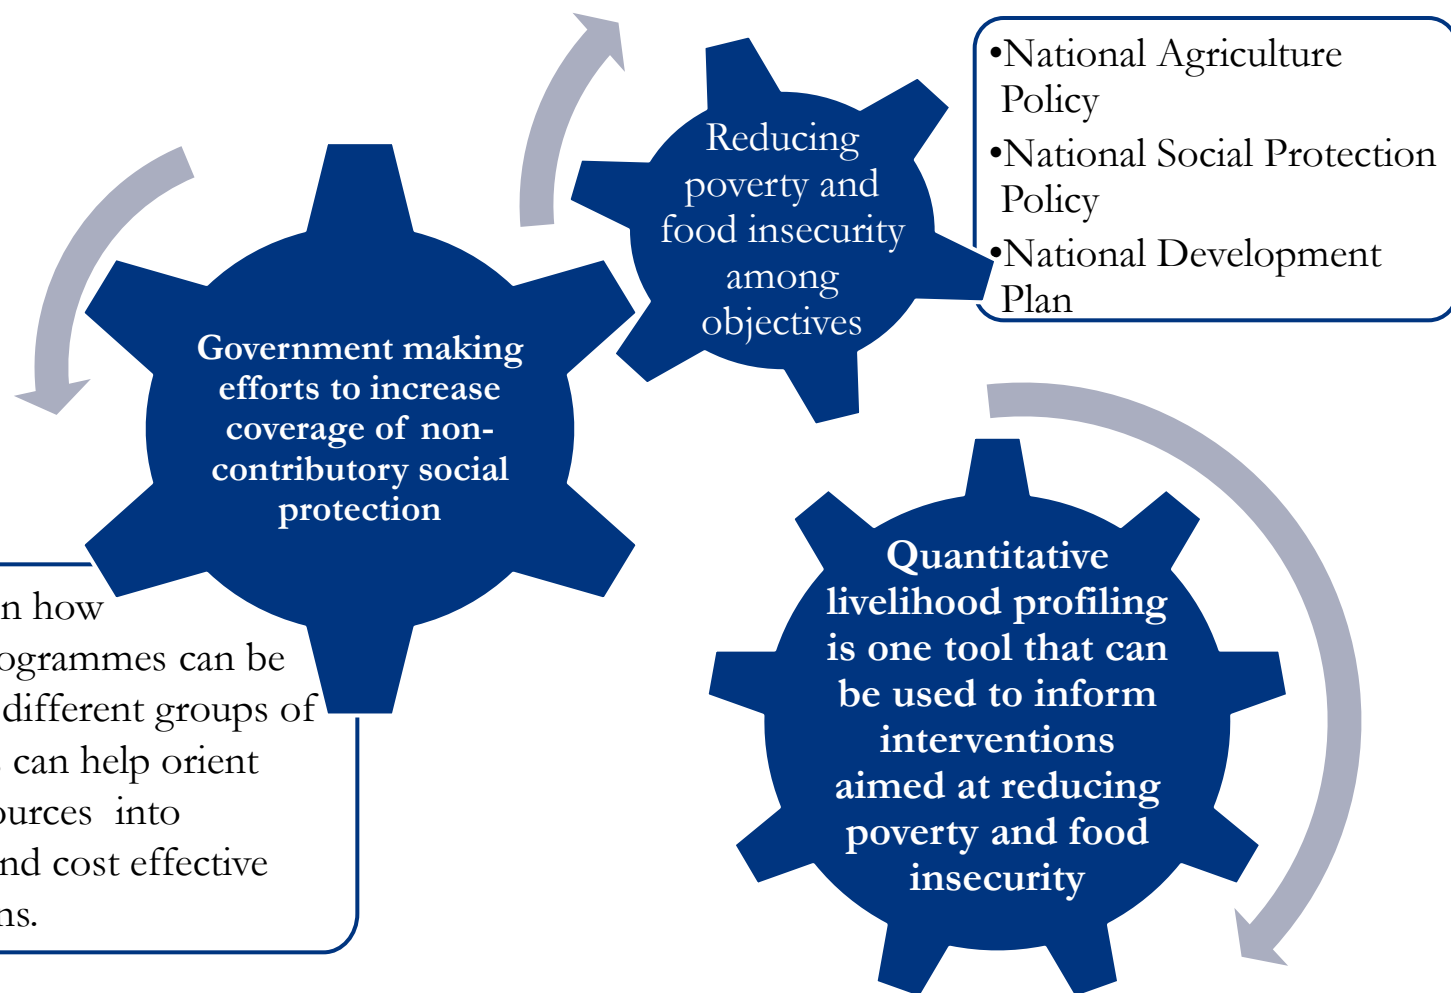 Reducing
poverty and
food insecurity
among
objectives
•National Agriculture
Policy
•National Social Protection
Policy
•National Development
Plan
Government making
efforts to increase
coverage of non-
contributory social
protection
n how
ogrammes can be
different groups of
can help orient
ources into
nd cost effective
ns.
Quantitative
livelihood profiling
is one tool that can
be used to inform
interventions
aimed at reducing
poverty and food
insecurity